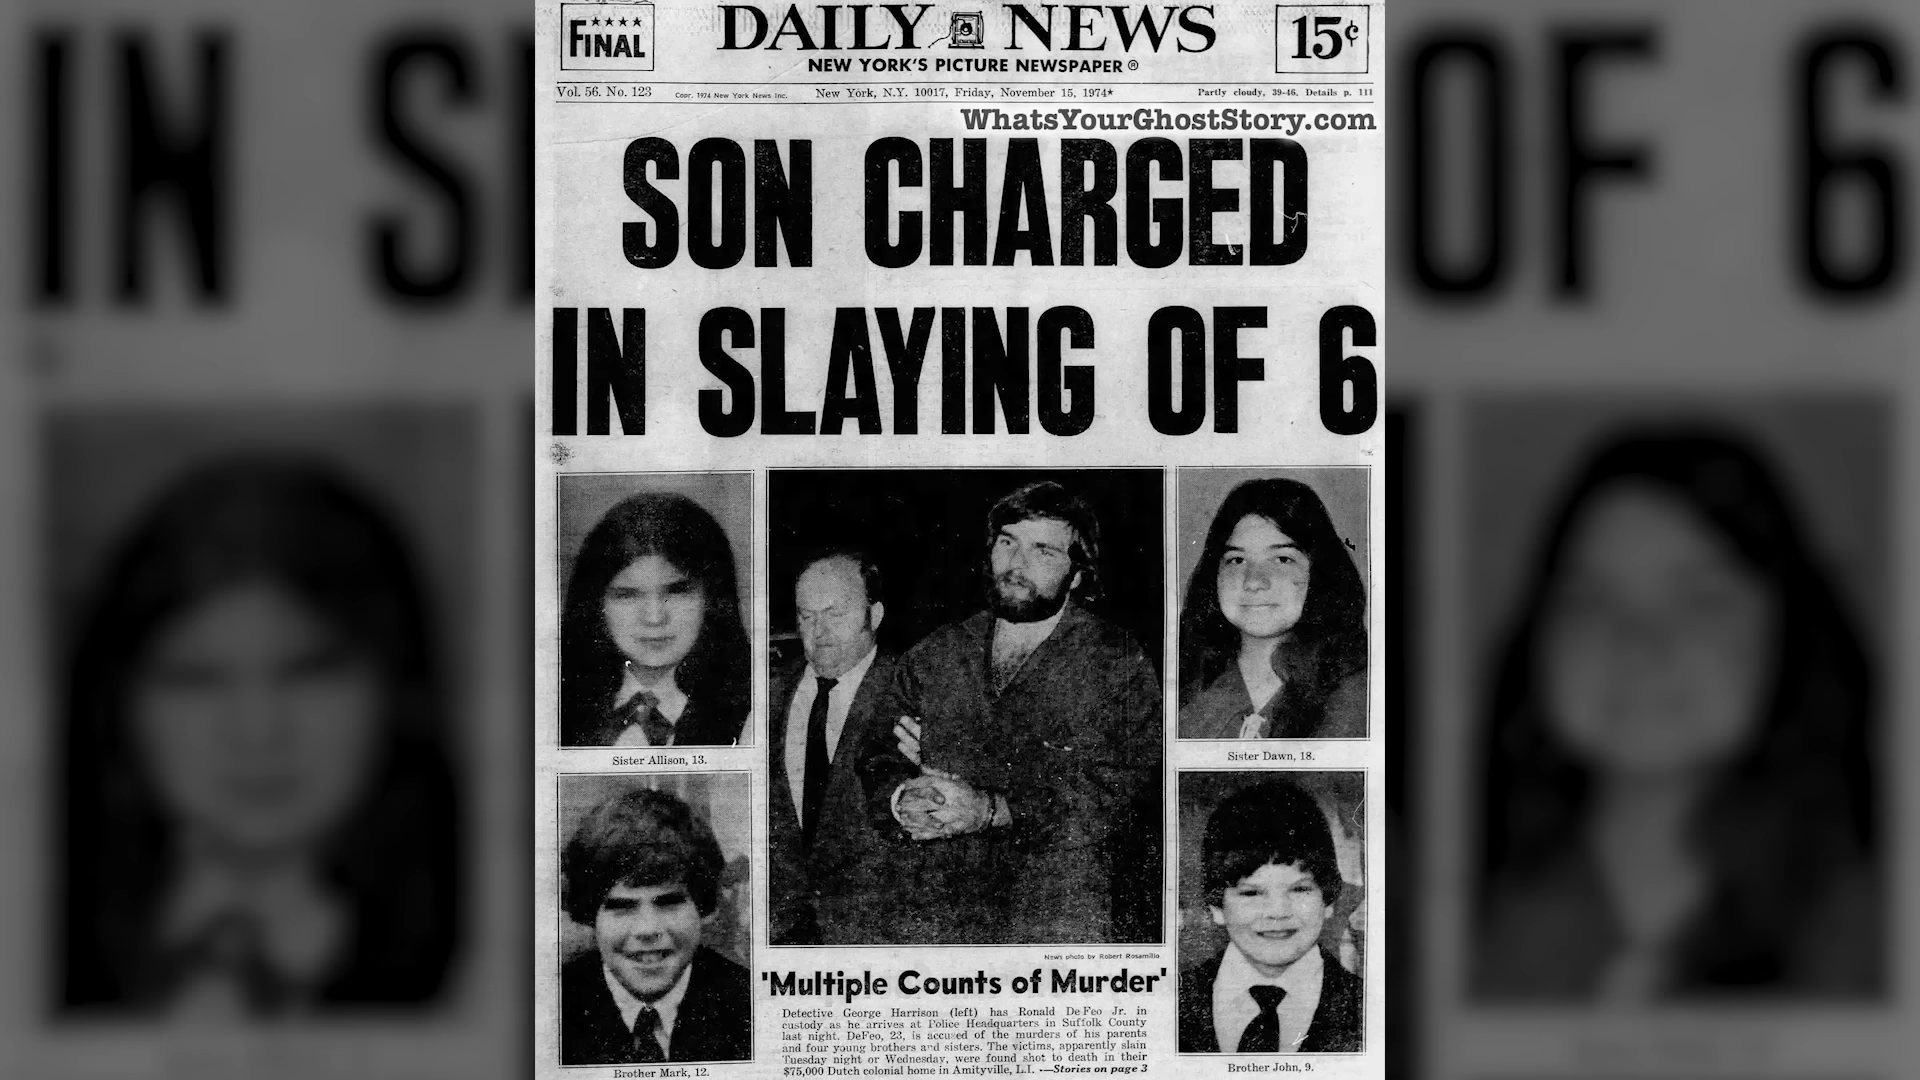 ★★★★
FINAL
DAILY NEWS
NEW YORK'S PICTURE NEWSPAPER ®
15¢
Vol. 56. No. 123 Copr. 1974 New York News Inc. New York, N.Y. 10017, Friday, November 15, 1974★ Partly cloudy, 39-46. Details p. 111
WhatsYourGhostStory.com
SON CHARGED
IN SLAYING OF 6
Sister Allison, 13.
Sister Dawn, 18.
Brother Mark, 12.
News photo by Robert Rosamilio
'Multiple Counts of Murder'
Detective George Harrison (left) has Ronald DeFeo Jr. in
custody as he arrives at Police Headquarters in Suffolk County
last night. DeFeo, 23, is accused of the murders of his parents
and four young brothers and sisters. The victims, apparently slain
Tuesday night or Wednesday, were found shot to death in their
$75,000 Dutch colonial home in Amityville, L.I. —Stories on page 3
Brother John, 9.
IN S
OF 6